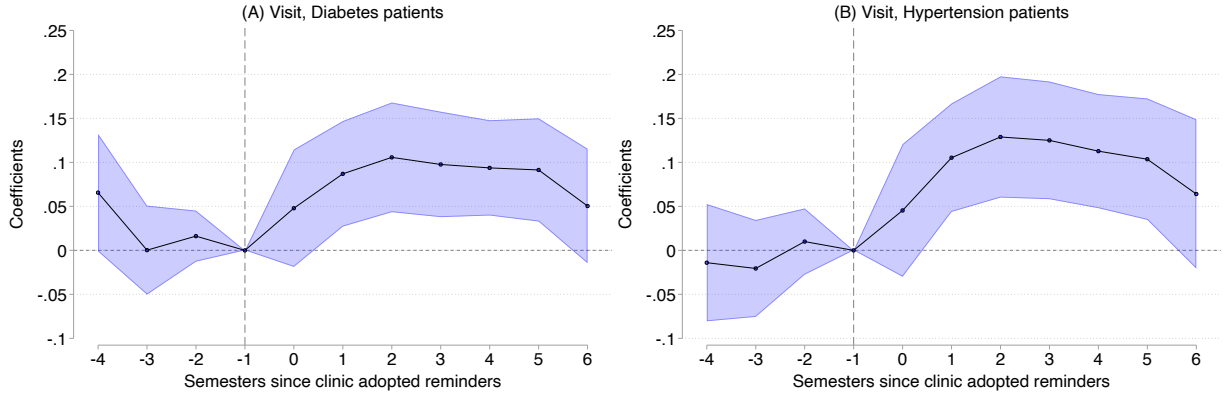 (A) Visit, Diabetes patients
.25
.2
.15
.1
.05
0
-.05
-.1
Coefficients
-4 -3 -2 -1 0 1 2 3 4 5 6
Semesters since clinic adopted reminders
(B) Visit, Hypertension patients
.25
.2
.15
.1
.05
0
-.05
-.1
Coefficients
-4 -3 -2 -1 0 1 2 3 4 5 6
Semesters since clinic adopted reminders